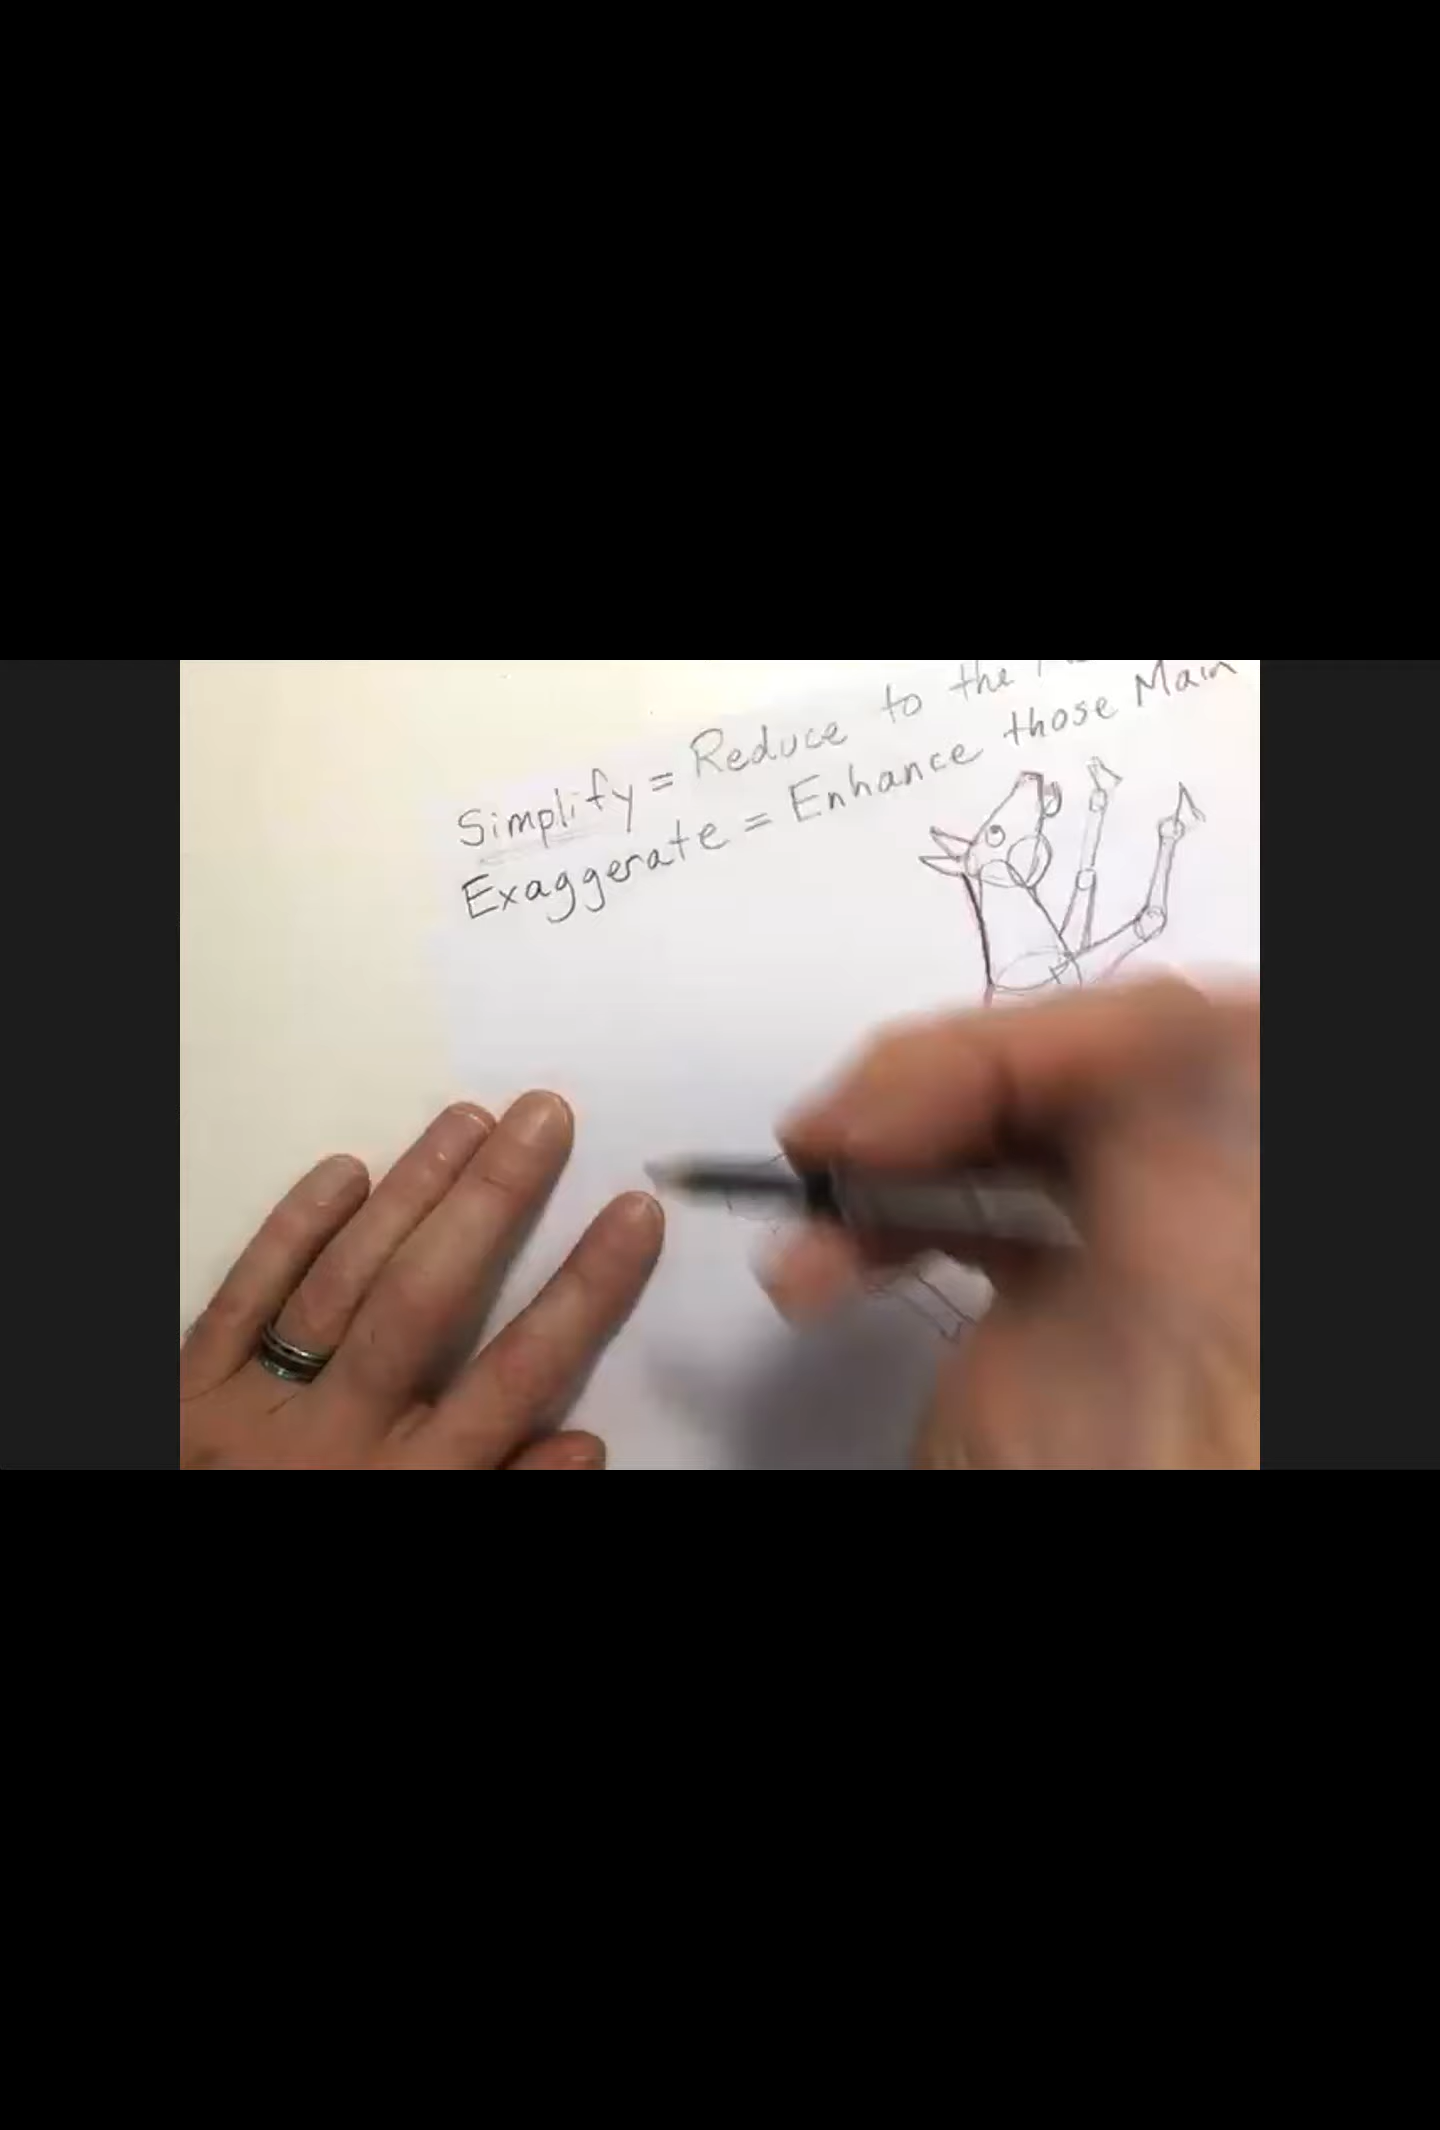 Simplify = Reduce to the
Exaggerate = Enhance those Main